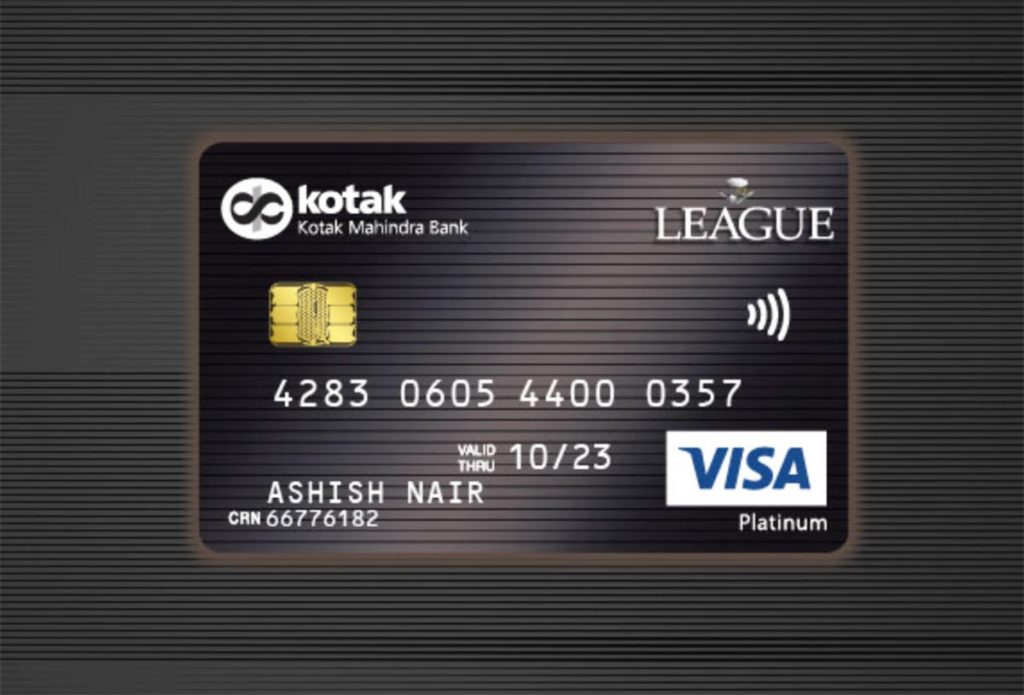 kotak
Kotak Mahindra Bank
LEAGUE
4283 0605 4400 0357
VALID THRU 10/23
ASHISH NAIR
CRN 66776182
VISA
Platinum